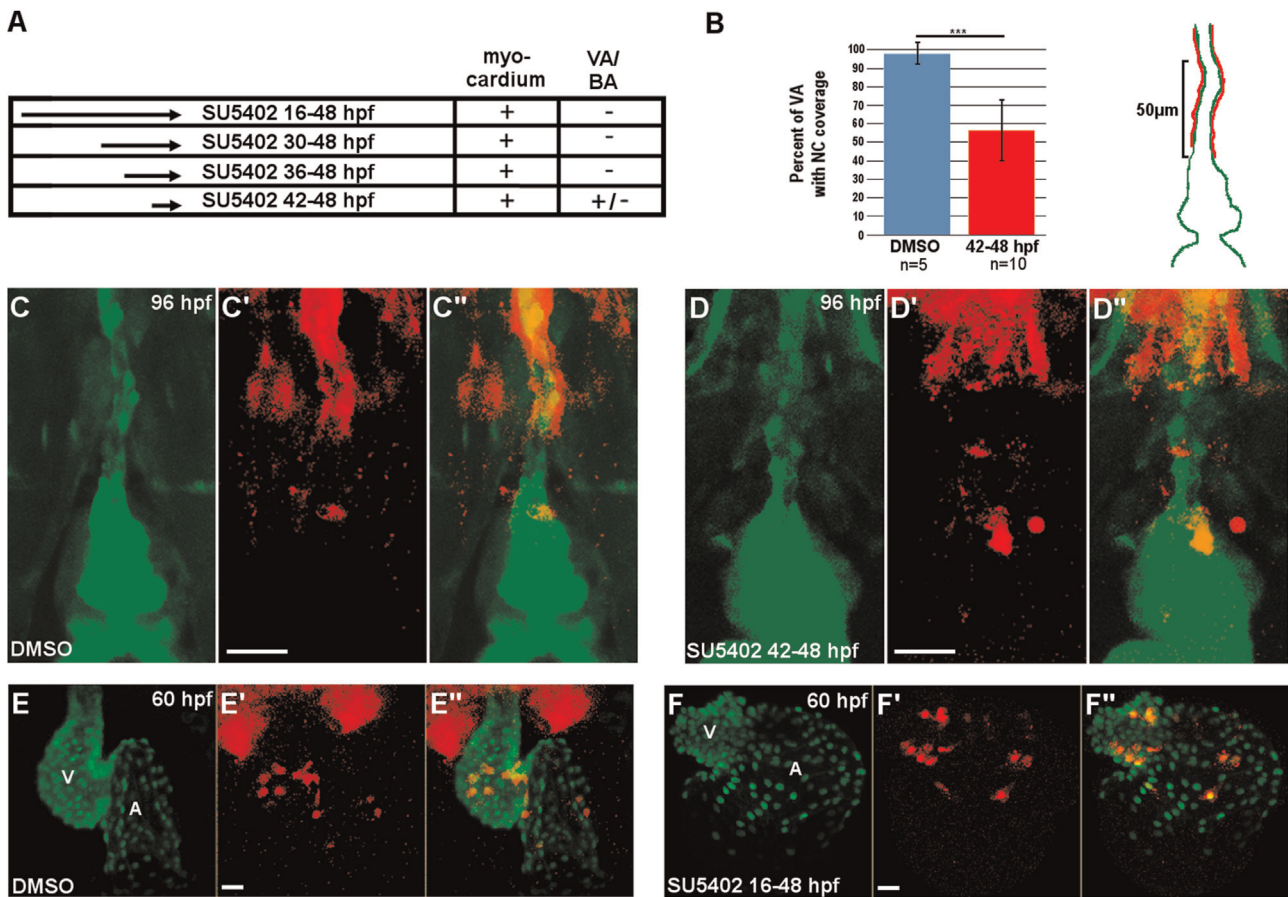 A
myo-
cardium
VA/
BA
SU5402 16-48 hpf + -
SU5402 30-48 hpf + -
SU5402 36-48 hpf + -
SU5402 42-48 hpf + +/-
B
Percent of VA
with NC coverage
100
90
80
70
60
50
40
30
20
10
0
***
DMSO
n=5
42-48 hpf
n=10
50µm
C
96 hpf
DMSO
C'
C''
D
96 hpf
SU5402 42-48 hpf
D'
D''
E
60 hpf
V
A
DMSO
E'
E''
F
60 hpf
V
A
SU5402 16-48 hpf
F'
F''